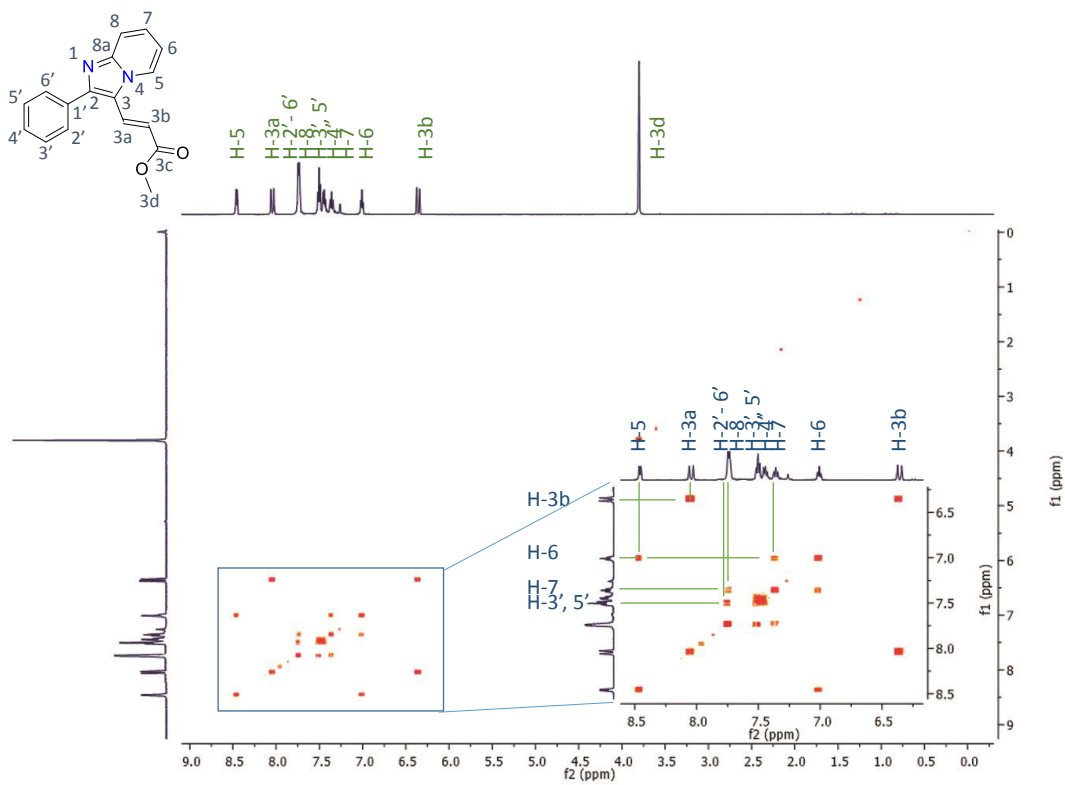 8
7
8a
6
1
N
N
5
4
6'
5'
2
3
1'
3b
4'
2'
3a
3'
O
3c
O
3d
H-5
H-3a
H-2'- 6'
H-8
H-3', 5'
H-4''
H-7
H-6
H-3b
H-3d
0
1
2
3
4
5
6
7
8
9
f1 (ppm)
H-5
H-3a
H-2'- 6'
H-8
H-3', 5'
H-4''
H-7
H-6
H-3b
H-3b
H-6
H-7
H-3', 5'
6.5
7.0
7.5
8.0
8.5
f1 (ppm)
8.5 8.0 7.5 7.0 6.5
f2 (ppm)
9.0 8.5 8.0 7.5 7.0 6.5 6.0 5.5 5.0 4.5 4.0 3.5 3.0 2.5 2.0 1.5 1.0 0.5 0.0
f2 (ppm)